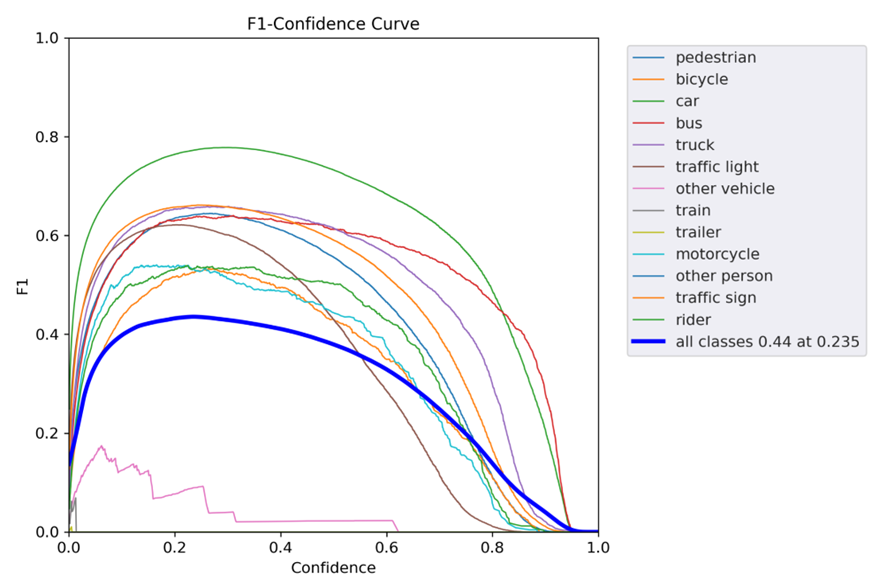 F1-Confidence Curve
1.0
0.8
0.6
0.4
0.2
0.0
F1
0.0 0.2 0.4 0.6 0.8 1.0
Confidence
pedestrian
bicycle
car
bus
truck
traffic light
other vehicle
train
trailer
motorcycle
other person
traffic sign
rider
all classes 0.44 at 0.235